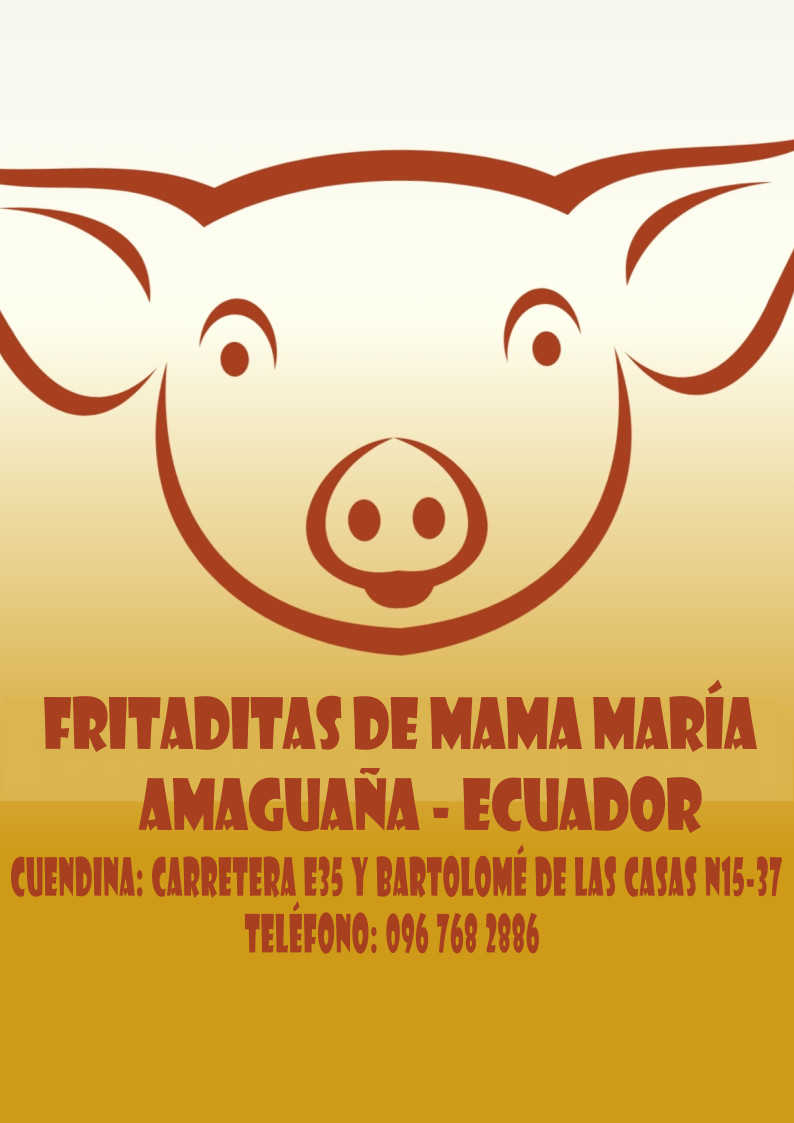 FRITADITAS DE MAMA MARÍA
AMAGUAÑA - ECUADOR
CUENDINA: CARRETERA E35 Y BARTOLOMÉ DE LAS CASAS N15-37
TELÉFONO: 096 768 2886